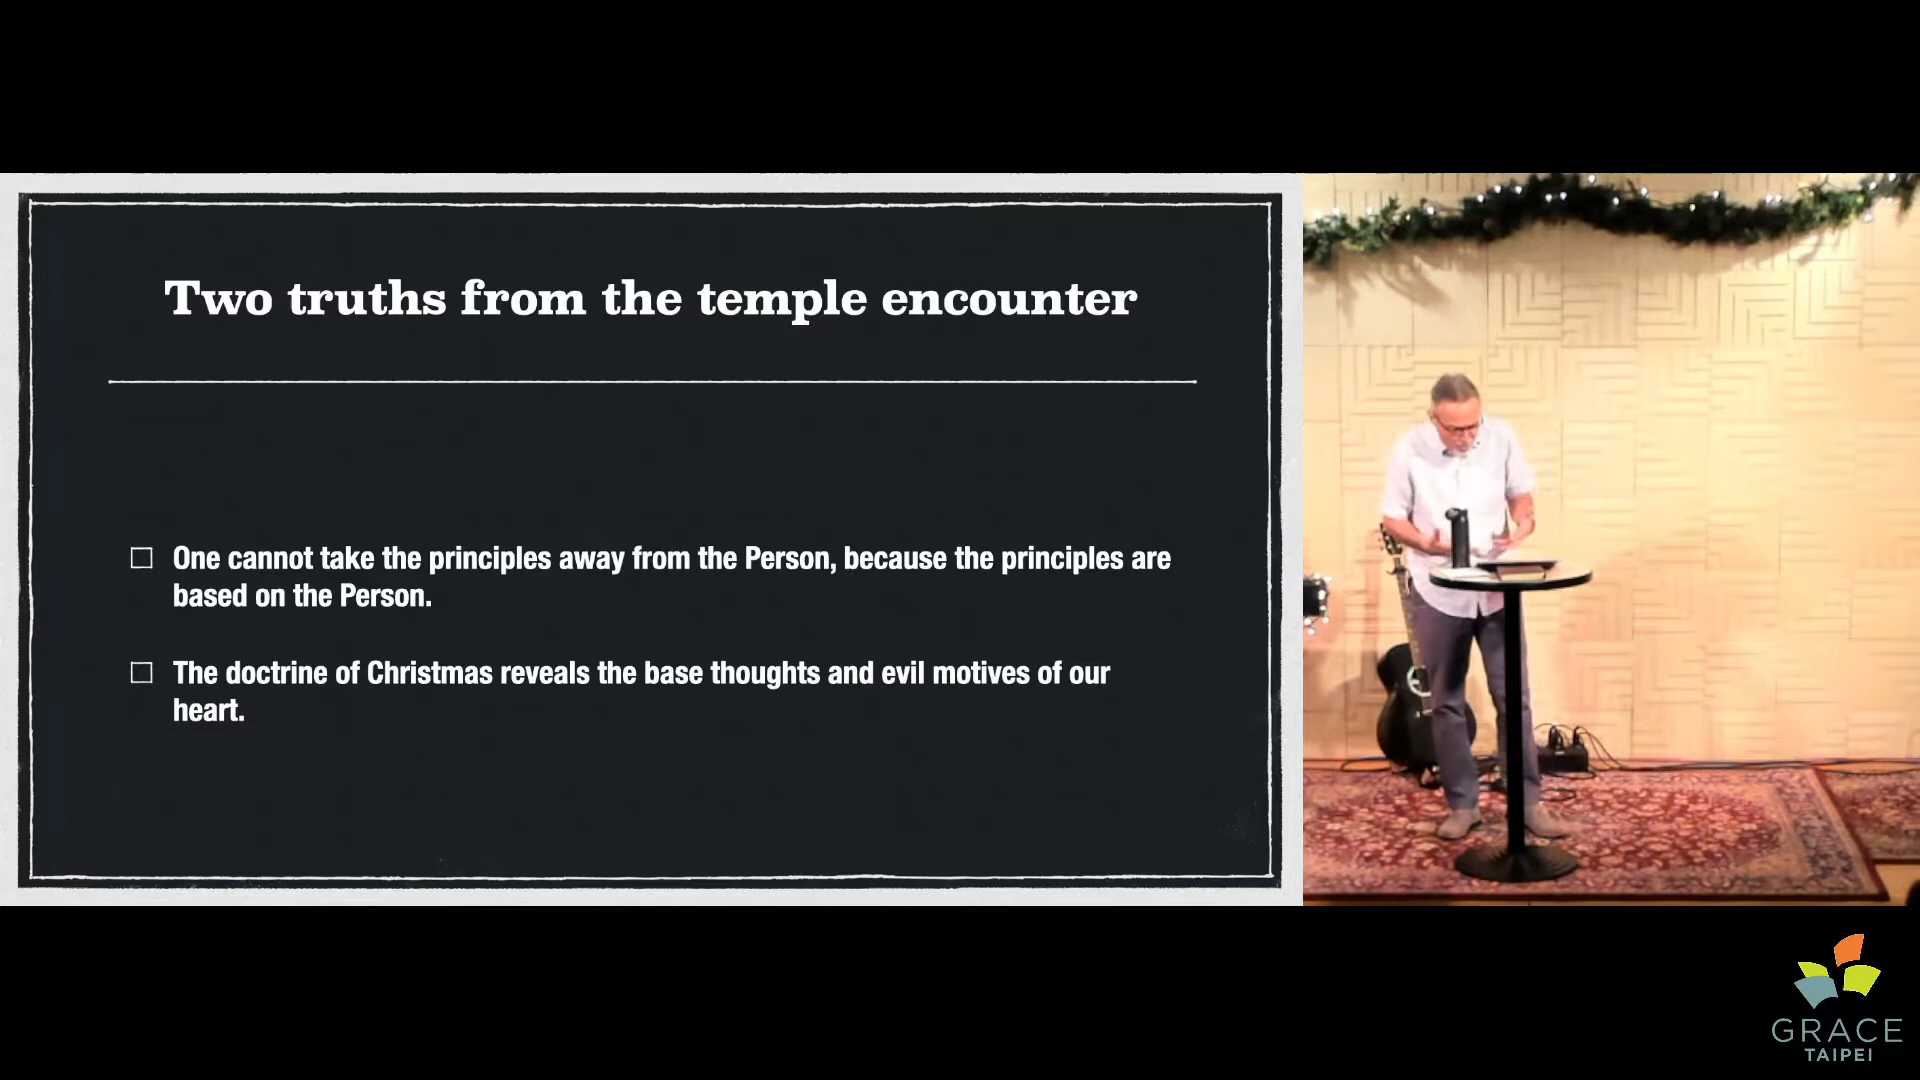 Two truths from the temple encounter
One cannot take the principles away from the Person, because the principles are
based on the Person.
The doctrine of Christmas reveals the base thoughts and evil motives of our
heart.
GRACE
TAIPEI